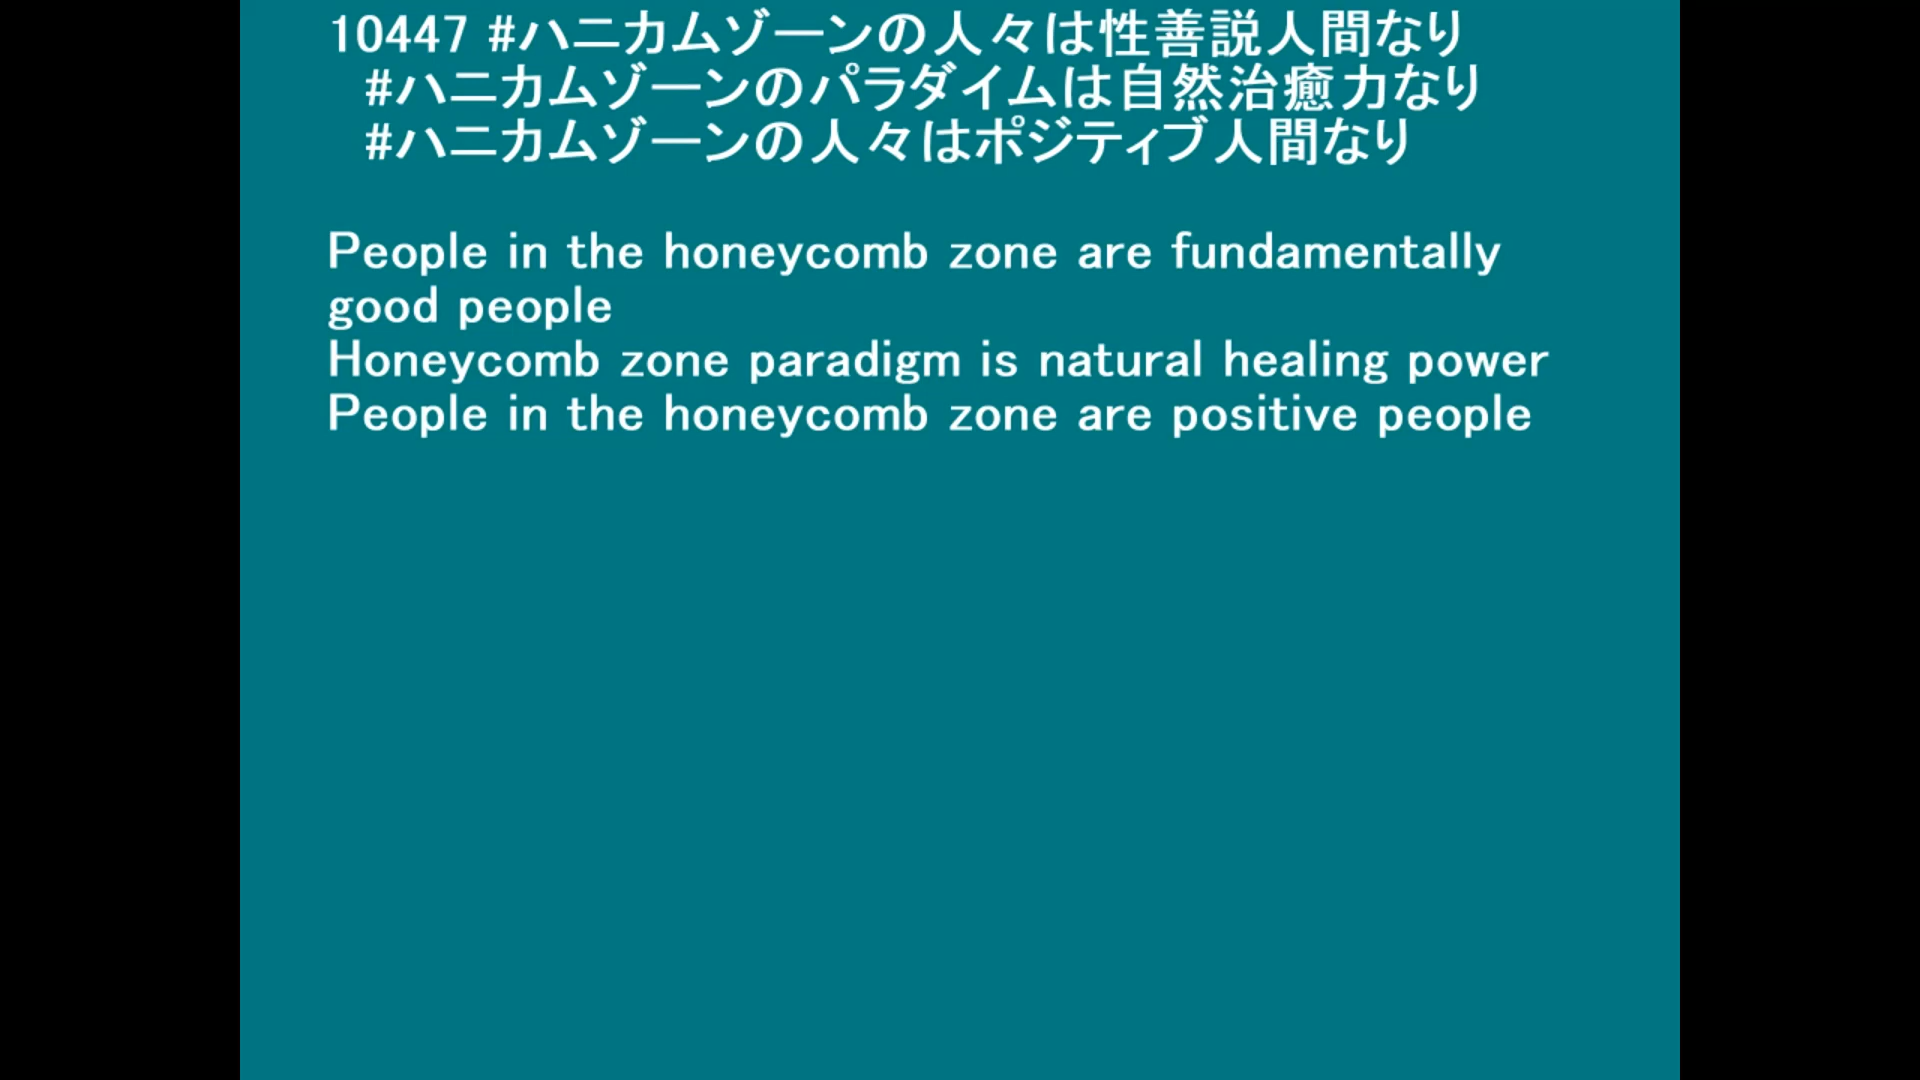 10447 #ハニカムゾーンの人々は性善説人間なり
#ハニカムゾーンのパラダイムは自然治癒力なり
#ハニカムゾーンの人々はポジティブ人間なり
People in the honeycomb zone are fundamentally
good people
Honeycomb zone paradigm is natural healing power
People in the honeycomb zone are positive people